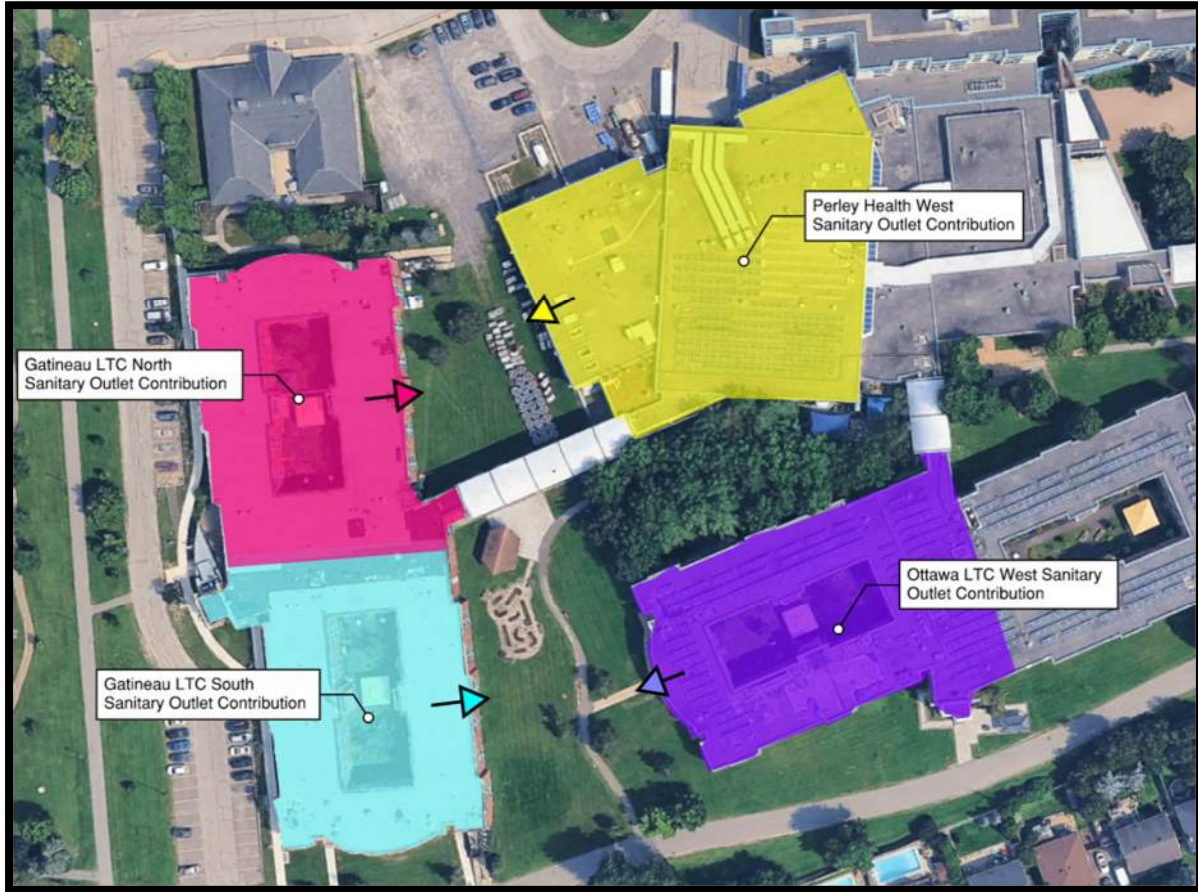 Perley Health West
Sanitary Outlet Contribution
Gatineau LTC North
Sanitary Outlet Contribution
Ottawa LTC West Sanitary
Outlet Contribution
Gatineau LTC South
Sanitary Outlet Contribution